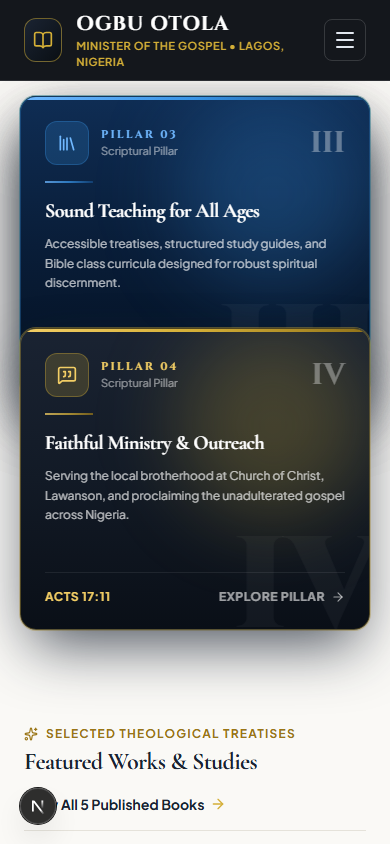 OGBU OTOLA
MINISTER OF THE GOSPEL • LAGOS,
NIGERIA
PILLAR 03
Scriptural Pillar
III
Sound Teaching for All Ages
Accessible treatises, structured study guides, and
Bible class curricula designed for robust spiritual
discernment.
III
PILLAR 04
Scriptural Pillar
IV
Faithful Ministry & Outreach
Serving the local brotherhood at Church of Christ,
Lawanson, and proclaiming the unadulterated gospel
across Nigeria.
IV
ACTS 17:11
EXPLORE PILLAR →
SELECTED THEOLOGICAL TREATISES
Featured Works & Studies
N
All 5 Published Books →